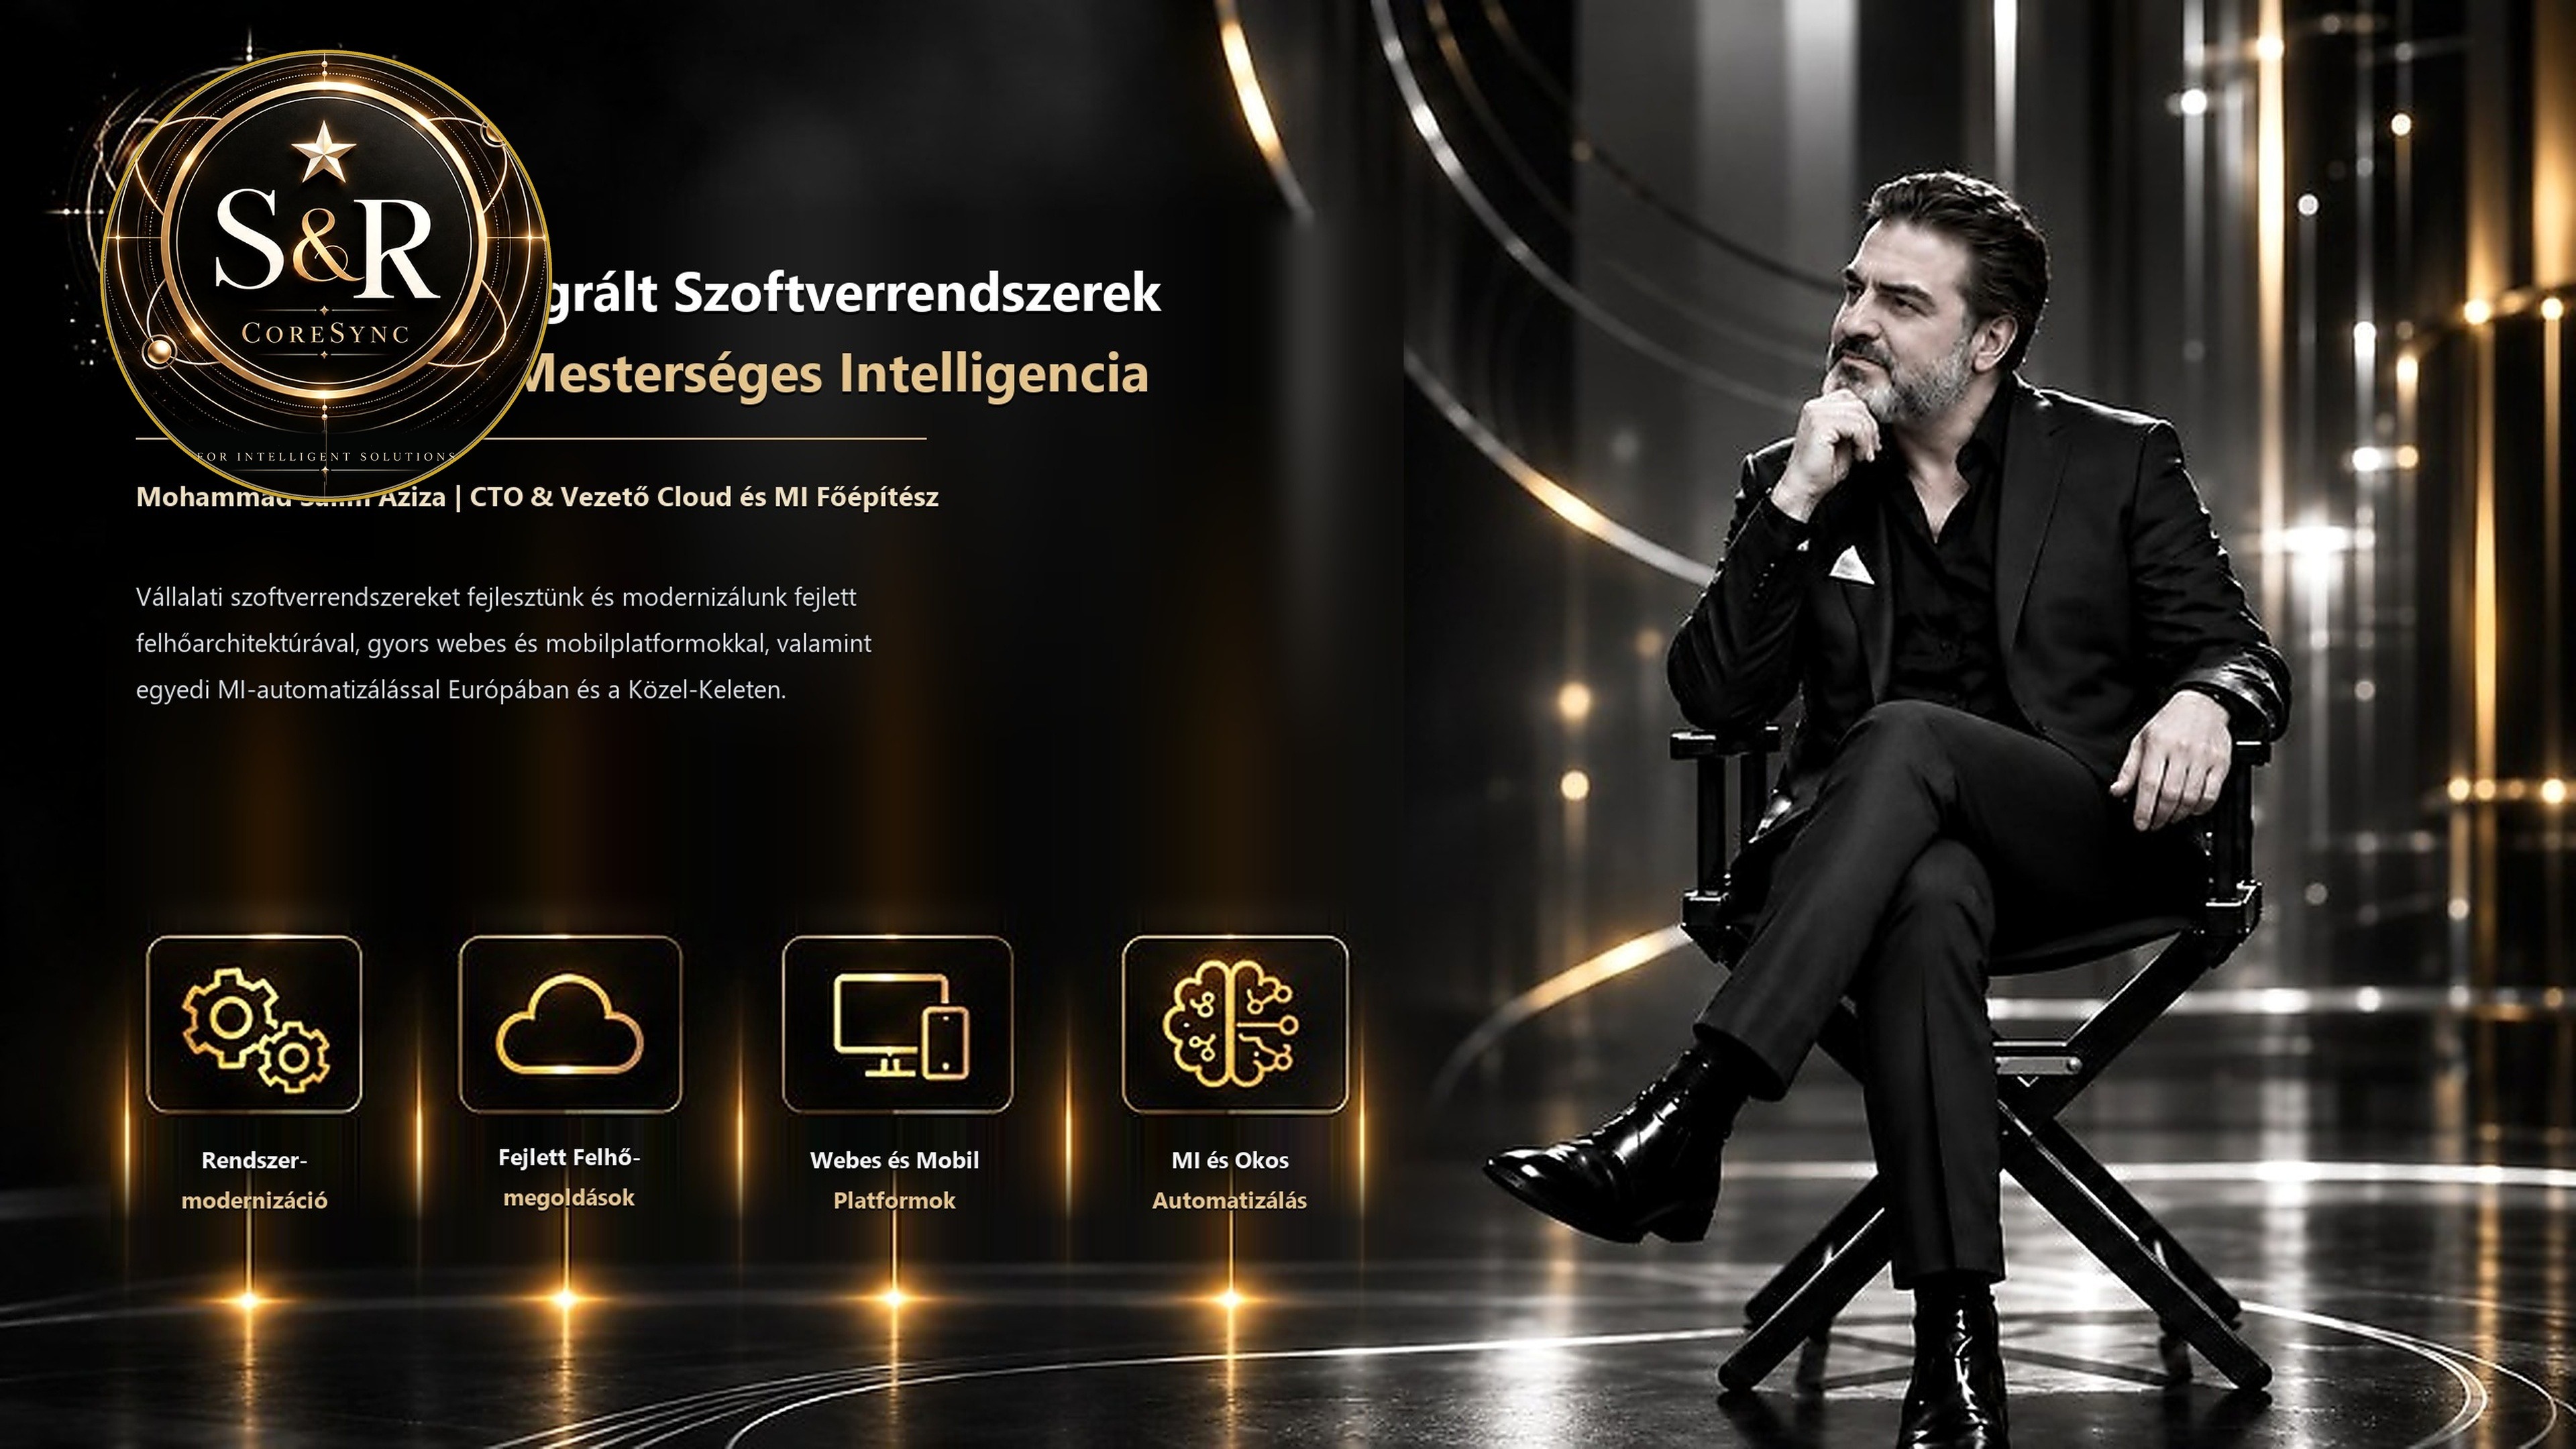 S&R
CORESYNC
FOR INTELLIGENT SOLUTIONS
Szoftverrendszerek
Mesterséges Intelligencia
Mohammad Aziza | CTO & Vezető Cloud és MI Főépítész
Vállalati szoftverrendszereket fejlesztünk és modernizálunk fejlett
felhőarchitektúrával, gyors webes és mobilplatformokkal, valamint
egyedi MI-automatizálással Európában és a Közel-Keleten.
Rendszer-
modernizáció
Fejlett Felhő-
megoldások
Webes és Mobil
Platformok
MI és Okos
Automatizálás